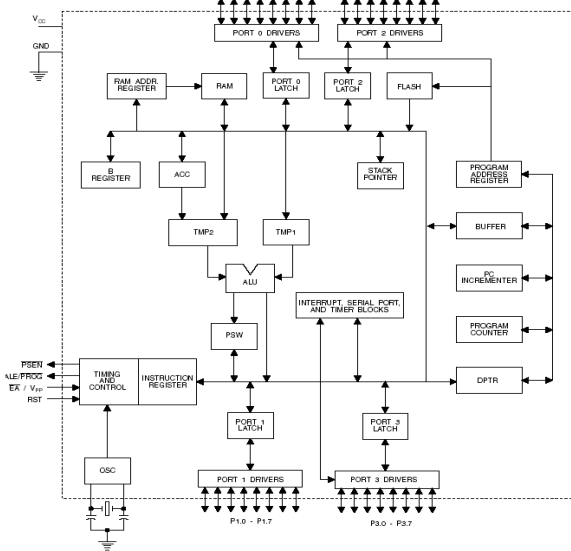 VCC
GND
PORT 0 DRIVERS
PORT 2 DRIVERS
RAM ADDR.
REGISTER
RAM
PORT 0
LATCH
PORT 2
LATCH
FLASH
B
REGISTER
ACC
STACK
POINTER
PROGRAM
ADDRESS
REGISTER
TMP2
TMP1
BUFFER
ALU
PC
INCREMENTER
INTERRUPT, SERIAL PORT,
AND TIMER BLOCKS
PSW
PROGRAM
COUNTER
PSEN
ALE/PROG
EA / VPP
RST
TIMING
AND
CONTROL
INSTRUCTION
REGISTER
DPTR
PORT 1
LATCH
PORT 3
LATCH
OSC
PORT 1 DRIVERS
PORT 3 DRIVERS
P1.0 - P1.7
P3.0 - P3.7